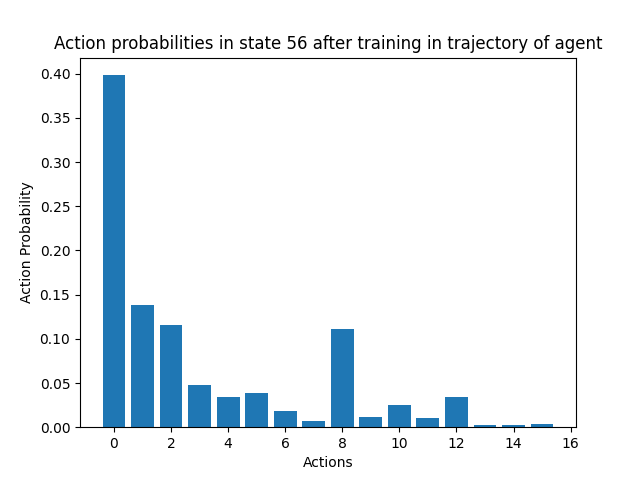 Action probabilities in state 56 after training in trajectory of agent
0.40
0.35
0.30
0.25
0.20
0.15
0.10
0.05
0.00
Action Probability
0 2 4 6 8 10 12 14 16
Actions